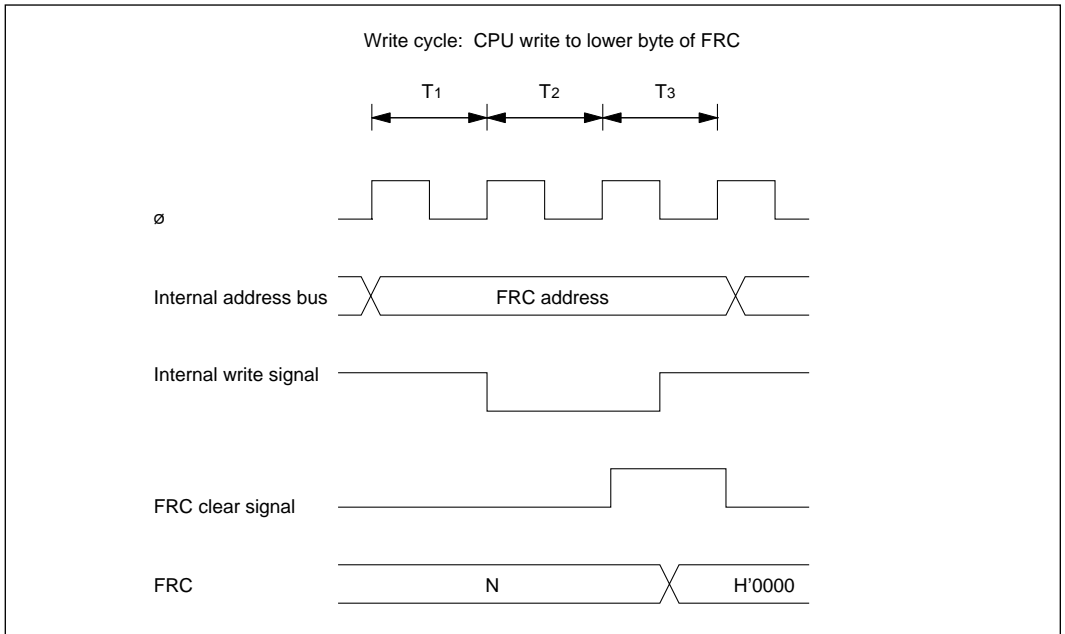 Write cycle: CPU write to lower byte of FRC
T1 T2 T3
ø
Internal address bus FRC address
Internal write signal
FRC clear signal
FRC N H'0000